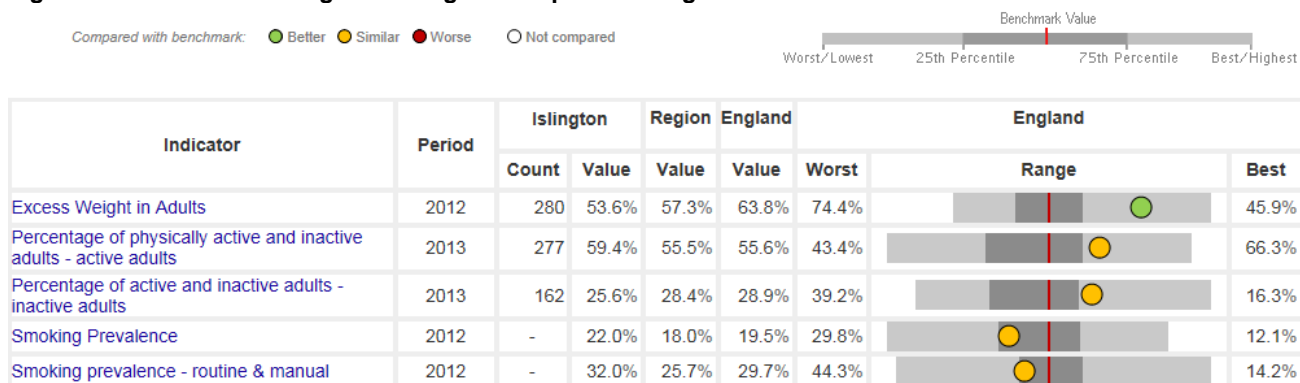 Benchmark Value
Compared with benchmark: Better Similar Worse Not compared
Worst/Lowest 25th Percentile 75th Percentile Best/Highest
Indicator Period Islington Region England England
Count Value Value Value Worst Range Best
Excess Weight in Adults 2012 280 53.6% 57.3% 63.8% 74.4% 45.9%
Percentage of physically active and inactive
adults - active adults 2013 277 59.4% 55.5% 55.6% 43.4% 66.3%
Percentage of active and inactive adults -
inactive adults 2013 162 25.6% 28.4% 28.9% 39.2% 16.3%
Smoking Prevalence 2012 - 22.0% 18.0% 19.5% 29.8% 12.1%
Smoking prevalence - routine & manual 2012 - 32.0% 25.7% 29.7% 44.3% 14.2%